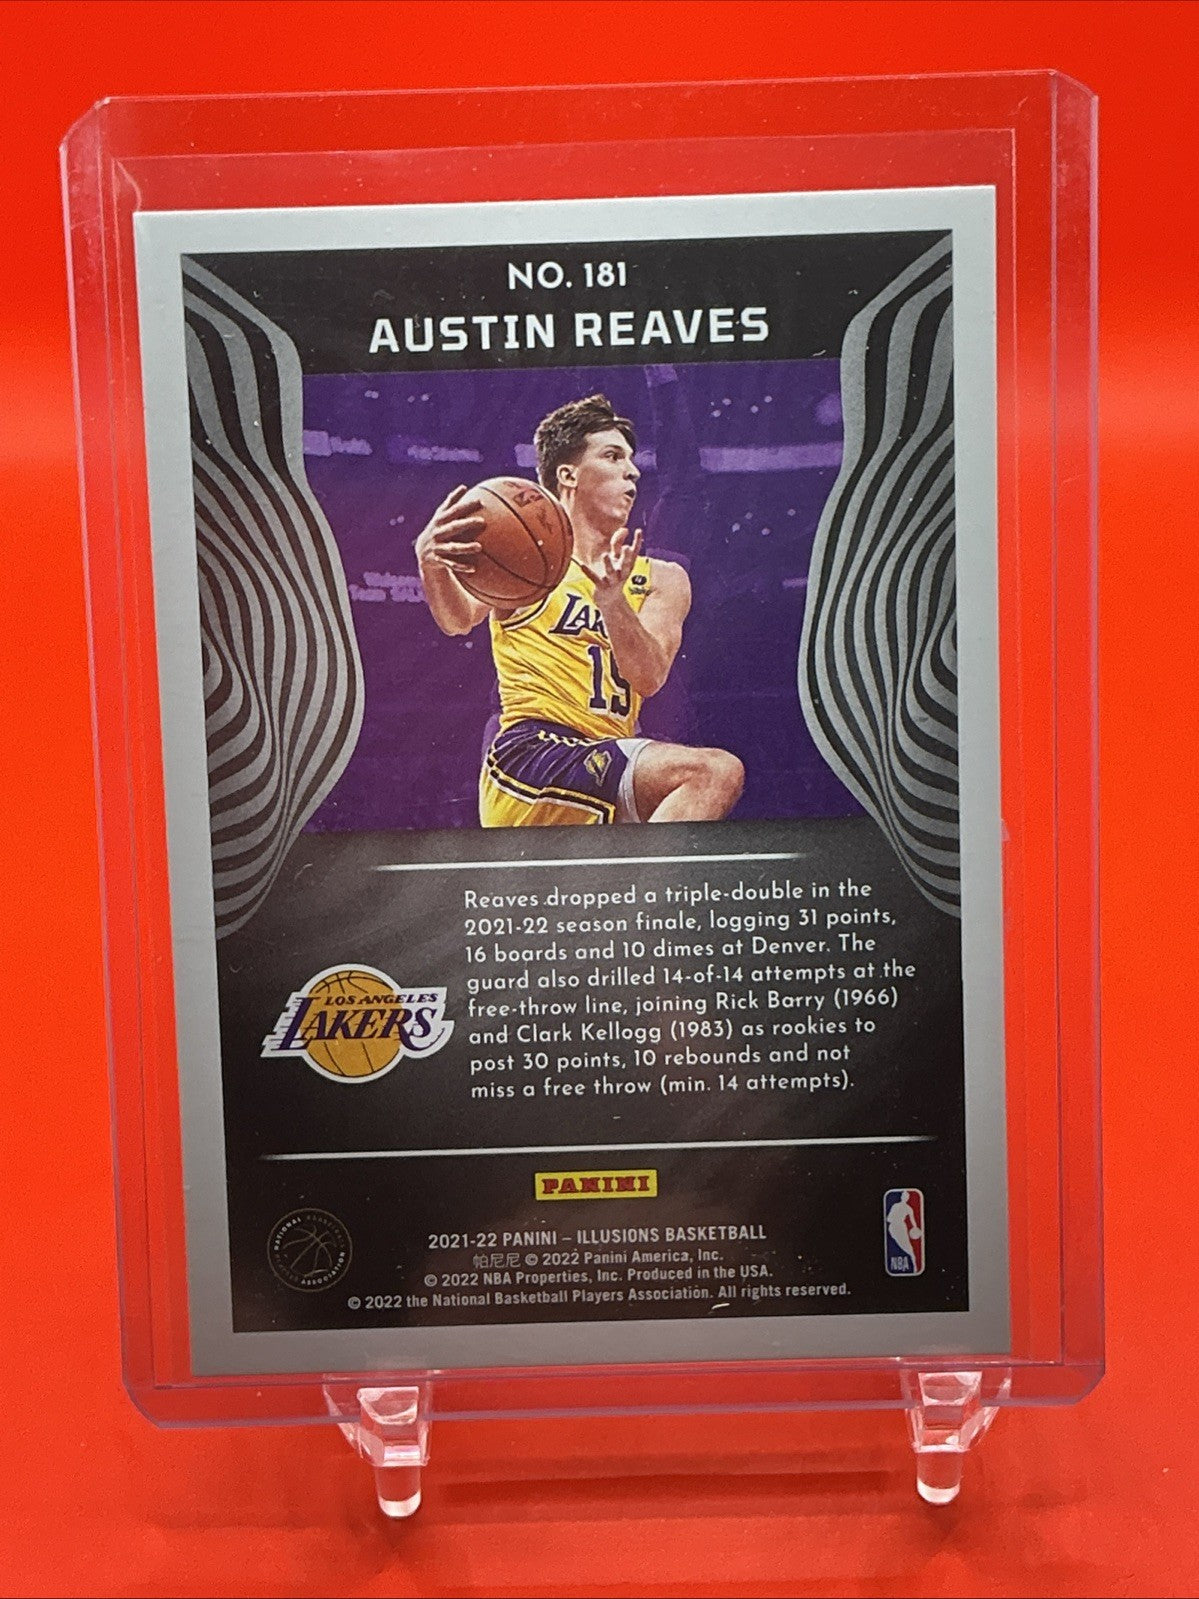 NO. 181
AUSTIN REAVES
LAK
15
Reaves dropped a triple-double in the
2021-22 season finale, logging 31 points,
16 boards and 10 dimes at Denver. The
guard also drilled 14-of-14 attempts at the
free-throw line, joining Rick Barry (1966)
and Clark Kellogg (1983) as rookies to
post 30 points, 10 rebounds and not
miss a free throw (min. 14 attempts).
LOS ANGELES
LAKERS
PANINI
2021-22 PANINI – ILLUSIONS BASKETBALL
帕尼尼 © 2022 Panini America, Inc.
© 2022 NBA Properties, Inc. Produced in the USA.
© 2022 the National Basketball Players Association. All rights reserved.
NATIONAL BASKETBALL PLAYERS ASSOCIATION
NBA